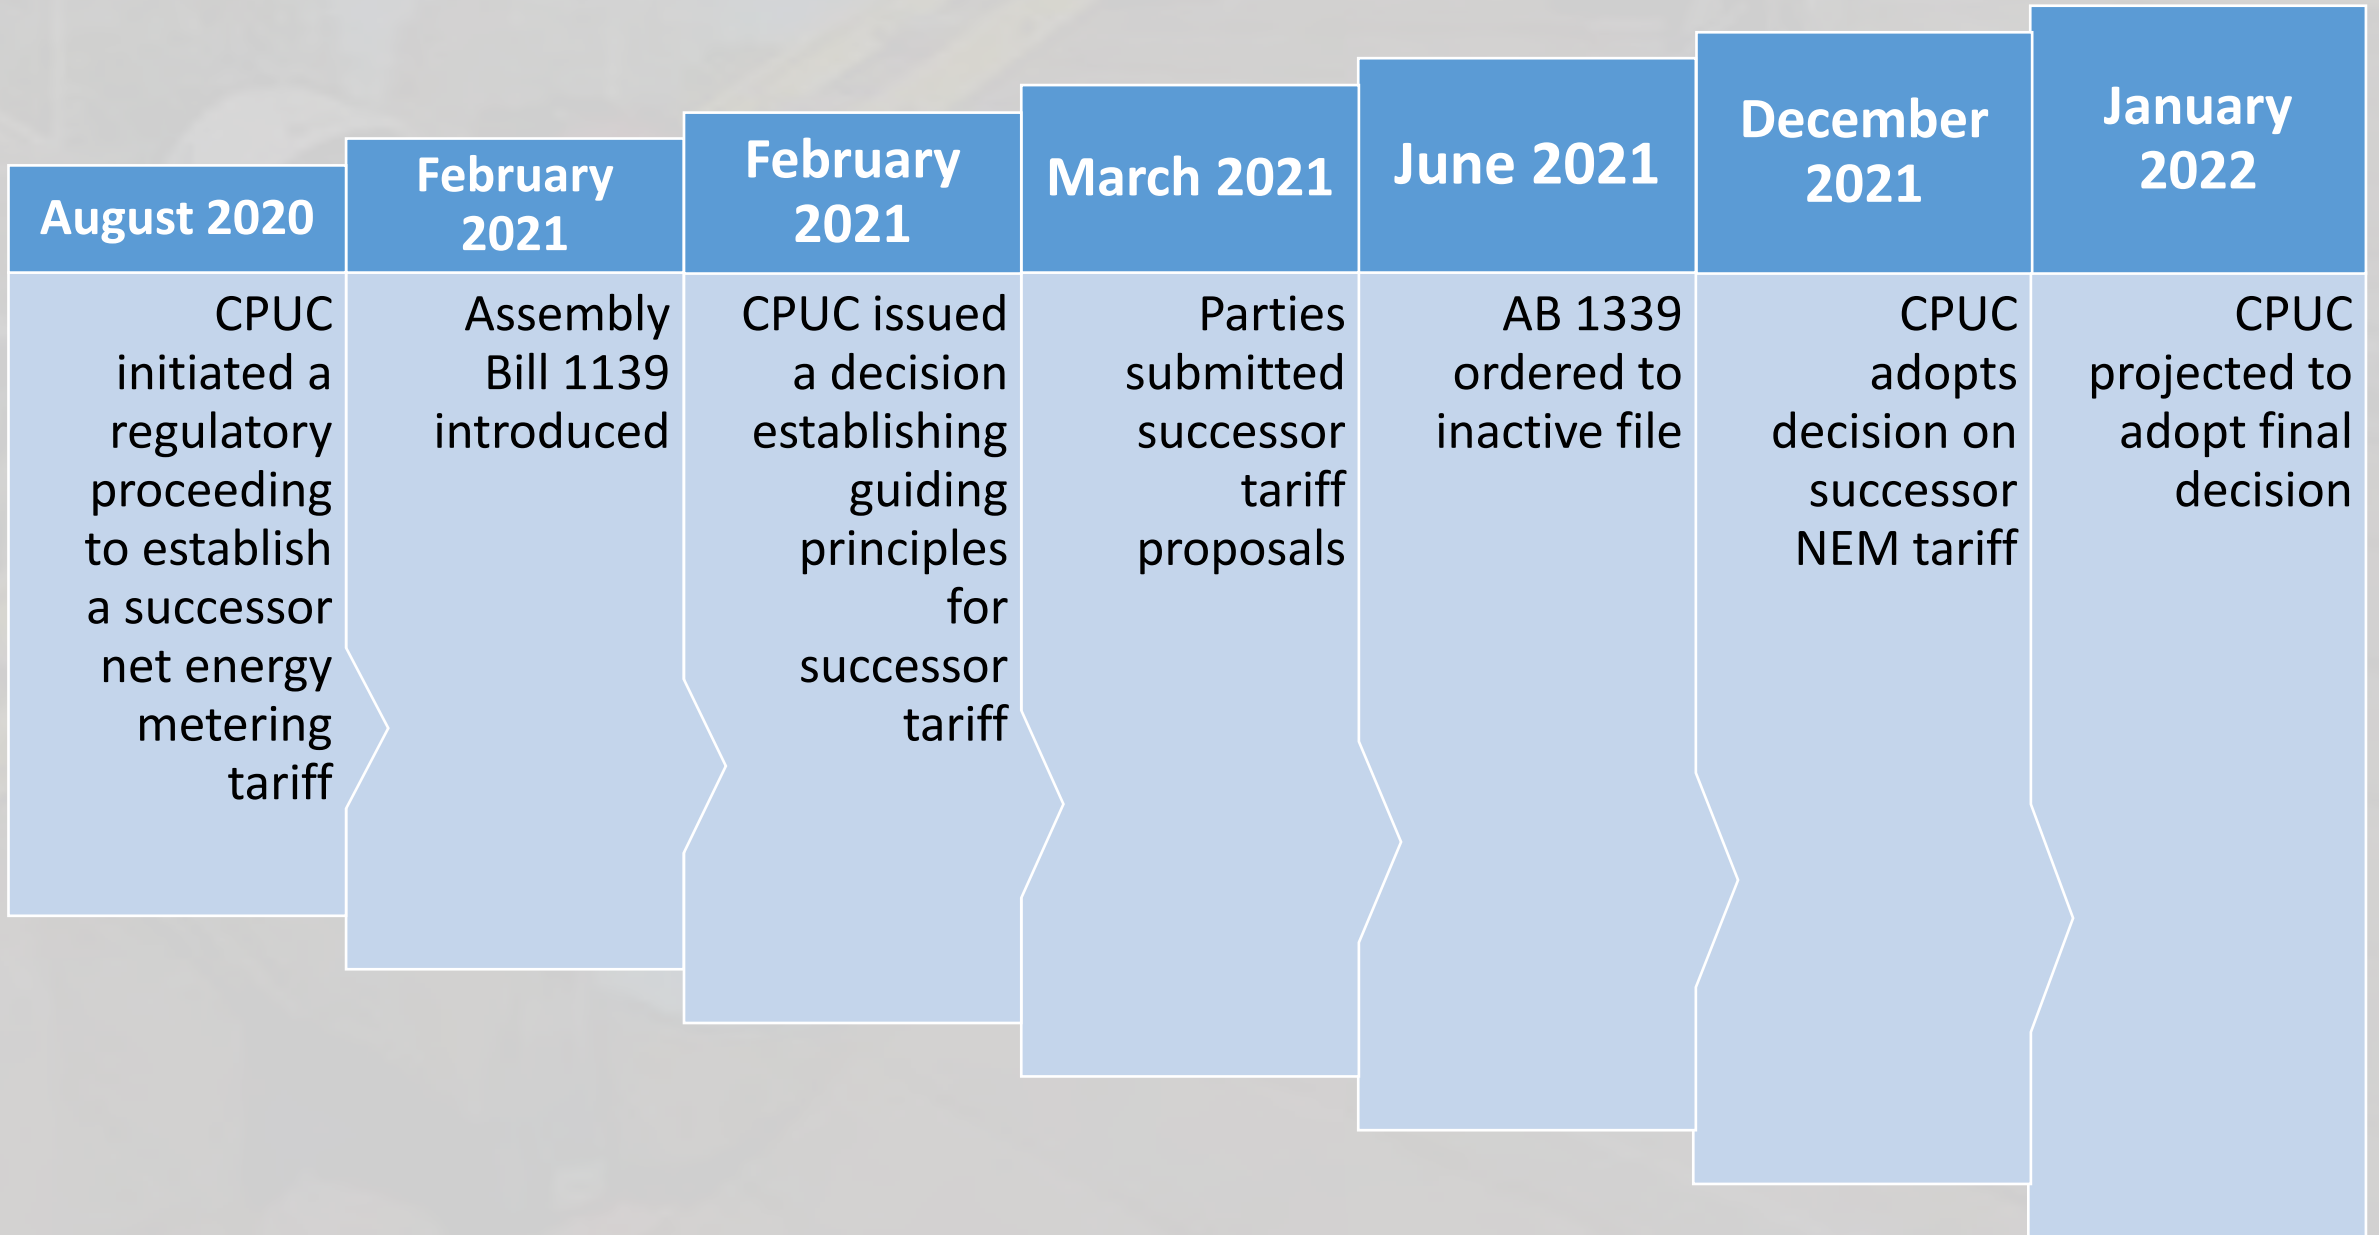 August 2020
CPUC
initiated a
regulatory
proceeding
to establish
a successor
net energy
metering
tariff
February
2021
Assembly
Bill 1139
introduced
February
2021
CPUC issued
a decision
establishing
guiding
principles
for
successor
tariff
March 2021
Parties
submitted
successor
tariff
proposals
June 2021
AB 1339
ordered to
inactive file
December
2021
CPUC
adopts
decision on
successor
NEM tariff
January
2022
CPUC
projected to
adopt final
decision